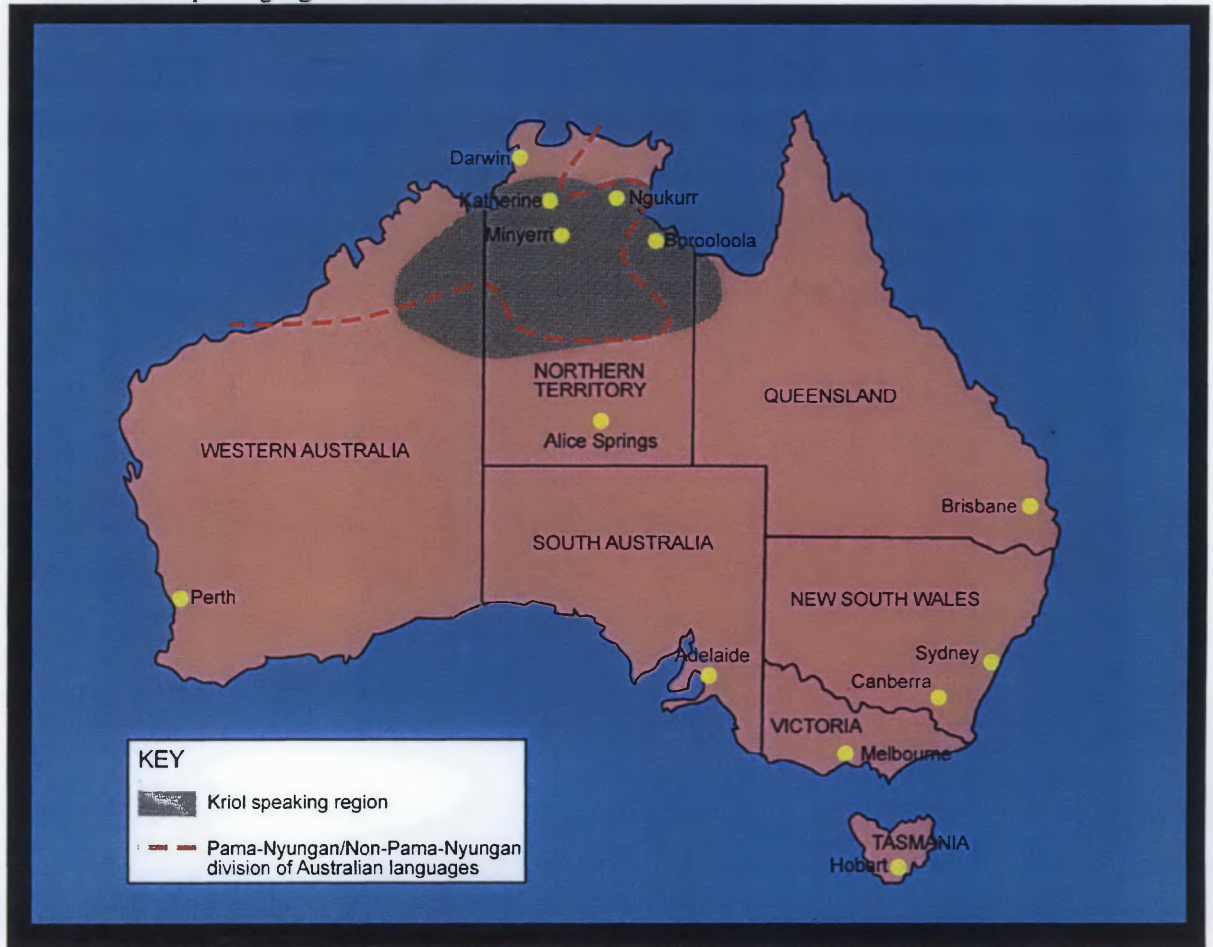 Darwin
Katherine
Ngukurr
Minyerri
Borooloola
NORTHERN
TERRITORY
QUEENSLAND
Alice Springs
WESTERN AUSTRALIA
Brisbane
SOUTH AUSTRALIA
Perth
NEW SOUTH WALES
Sydney
Adelaide
Canberra
VICTORIA
Melbourne
KEY
Kriol speaking region
Pama-Nyungan/Non-Pama-Nyungan
division of Australian languages
TASMANIA
Hobart